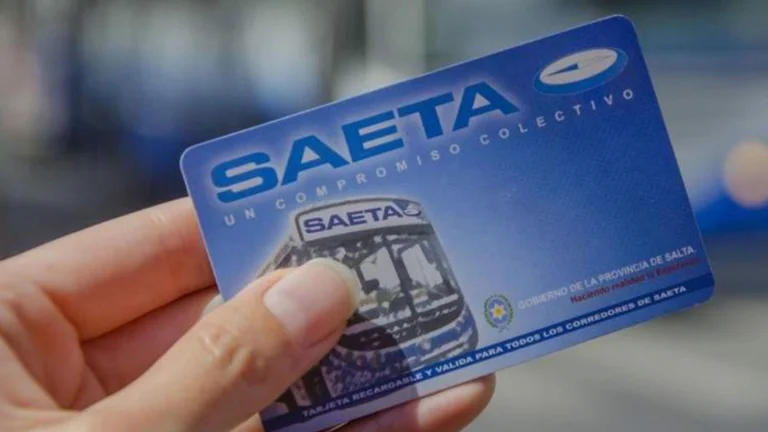 SAETA
UN COMPROMISO COLECTIVO
SAETA
GOBIERNO DE LA PROVINCIA DE SALTA.
Haciendo realidad la Esperanza
TARJETA RECARGABLE Y VALIDA PARA TODOS LOS CORREDORES DE SAETA